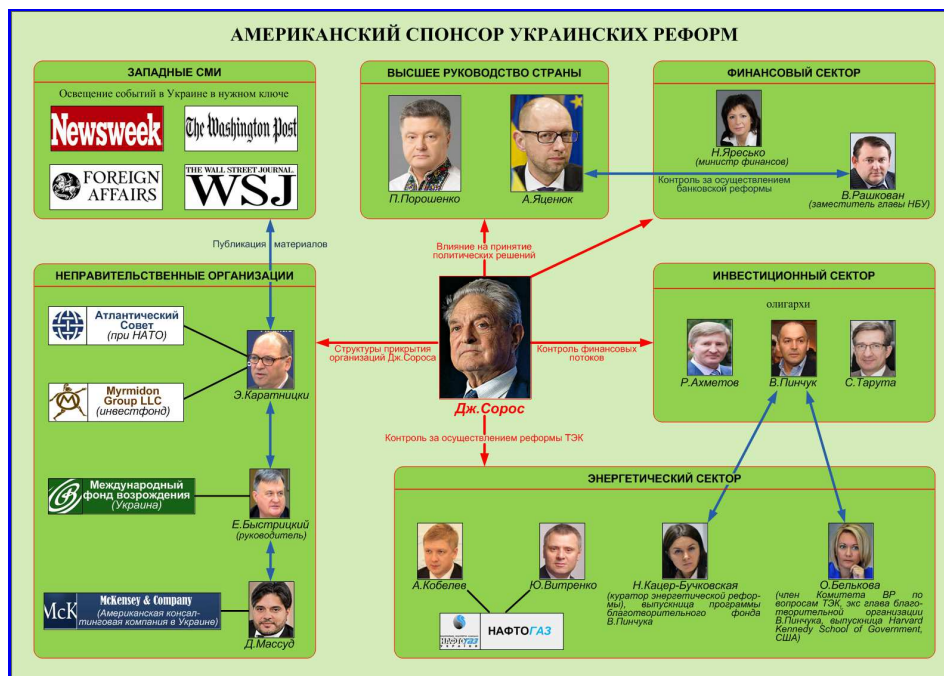 АМЕРИКАНСКИЙ СПОНСОР УКРАИНСКИХ РЕФОРМ
ЗАПАДНЫЕ СМИ
Освещение событий в Украине в нужном ключе
Newsweek
The Washington Post
FOREIGN
AFFAIRS
THE WALL STREET JOURNAL
WSJ
ВЫСШЕЕ РУКОВОДСТВО СТРАНЫ
П.Порошенко
А.Яценюк
ФИНАНСОВЫЙ СЕКТОР
Н.Яресько
(министр финансов)
Контроль за осуществлением
банковской реформы
В.Рашкован
(заместитель главы НБУ)
Публикация материалов
Влияние на принятие
политических решений
НЕПРАВИТЕЛЬСТВЕННЫЕ ОРГАНИЗАЦИИ
Атлантический
Совет
(при НАТО)
Myrmidon
Group LLC
(инвестфонд)
Э.Каратницки
Международный
фонд возрождения
(Украина)
Е.Быстрицкий
(руководитель)
McK
McKensey & Company
(Американская консал-
тинговая компания в Украине)
Д.Массуд
Структуры прикрытия
организаций Дж.Сороса
Дж.Сорос
Контроль финансовых
потоков
ИНВЕСТИЦИОННЫЙ СЕКТОР
олигархи
Р.Ахметов
В.Пинчук
С.Тарута
Контроль за осуществлением реформы ТЭК
ЭНЕРГЕТИЧЕСКИЙ СЕКТОР
А.Кобелев
Ю.Витренко
НАФТОГАЗ
НАФТОГАЗ
Н.Кацер-Бучковская
(куратор энергетической рефор-
мы), выпускница программы
благотворительного фонда
В.Пинчука
О.Белькова
(член Комитета ВР по
вопросам ТЭК, экс глава благо-
творительной организации
В.Пинчука, выпускница Harvard
Kennedy School of Government,
США)